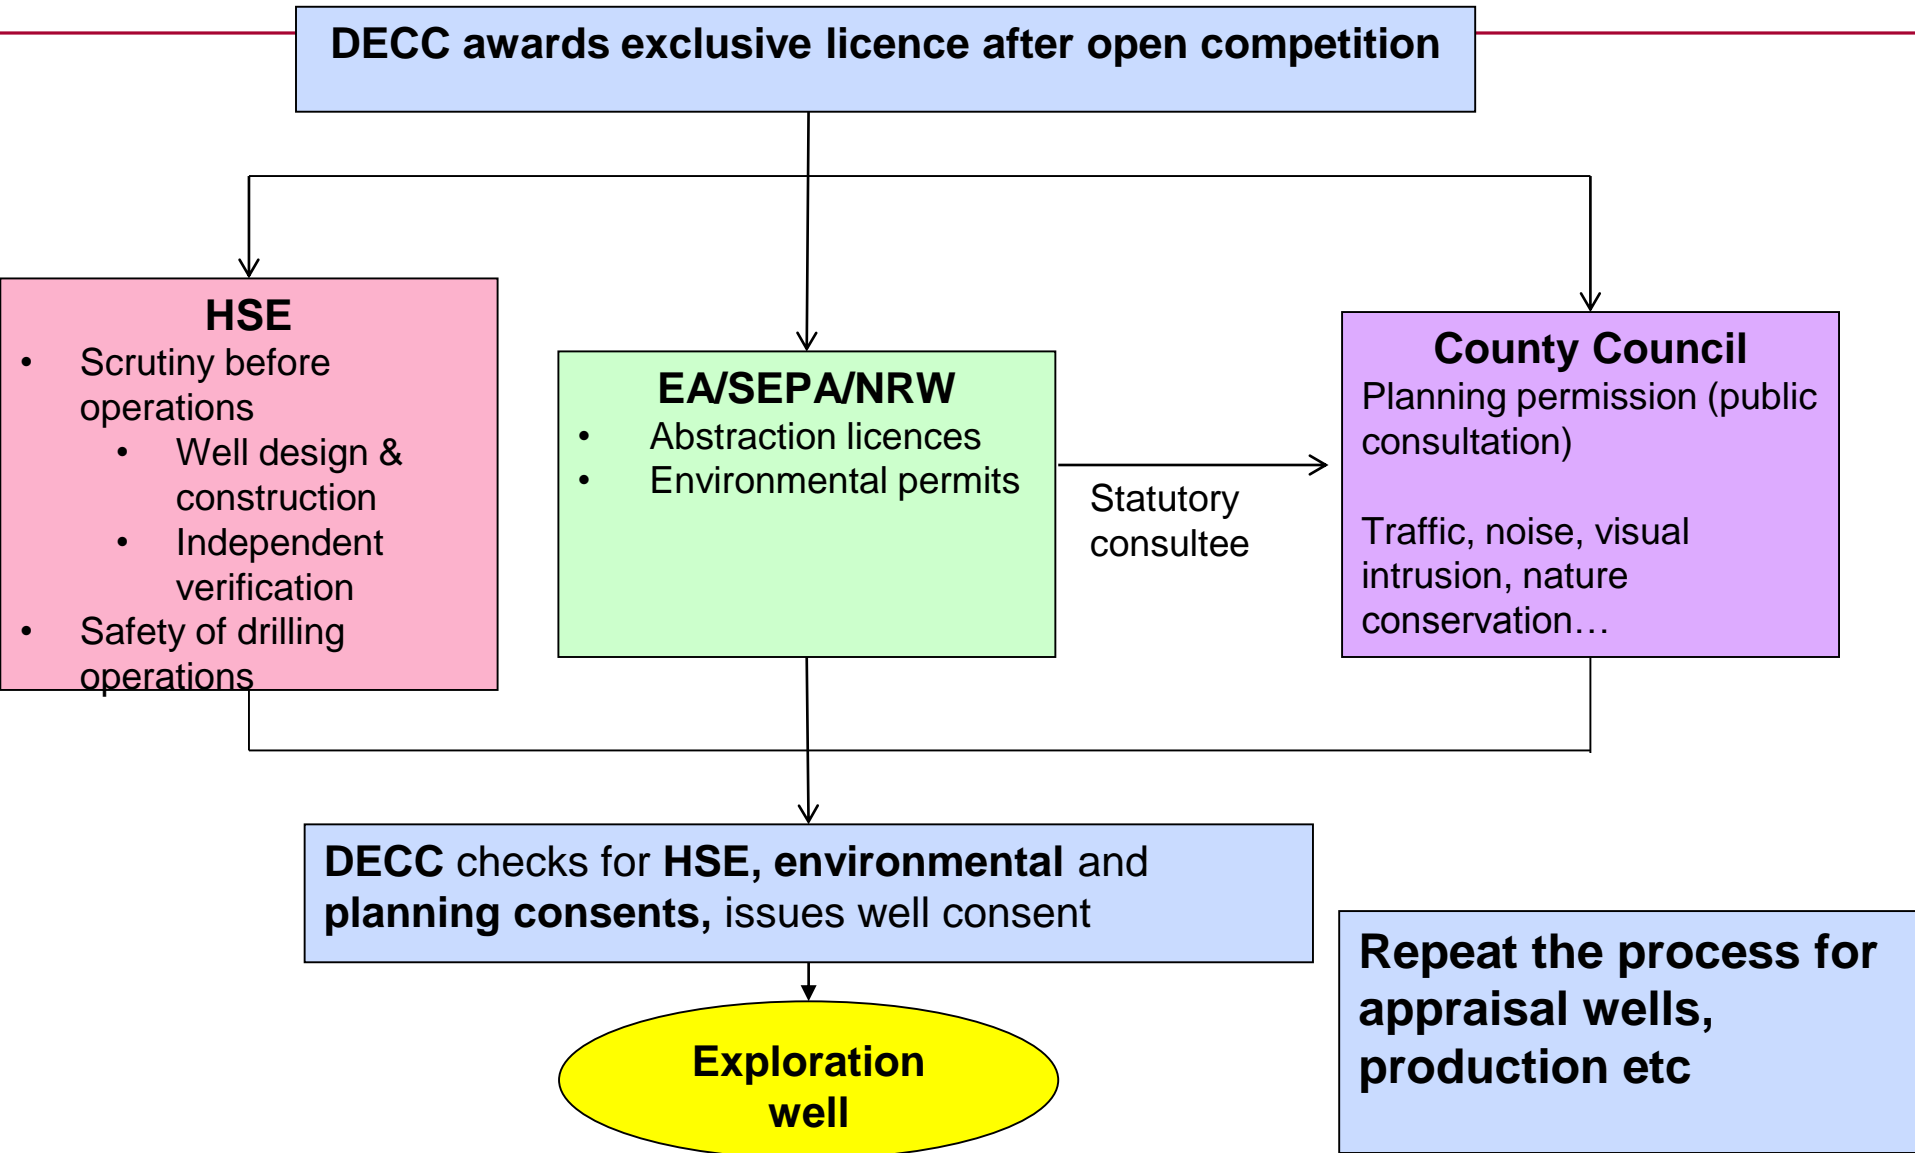 DECC awards exclusive licence after open competition
HSE
• Scrutiny before
operations
• Well design &
construction
• Independent
verification
• Safety of drilling
operations
EA/SEPA/NRW
• Abstraction licences
• Environmental permits
Statutory
consultee
County Council
Planning permission (public
consultation)
Traffic, noise, visual
intrusion, nature
conservation…
DECC checks for HSE, environmental and
planning consents, issues well consent
Exploration
well
Repeat the process for
appraisal wells,
production etc